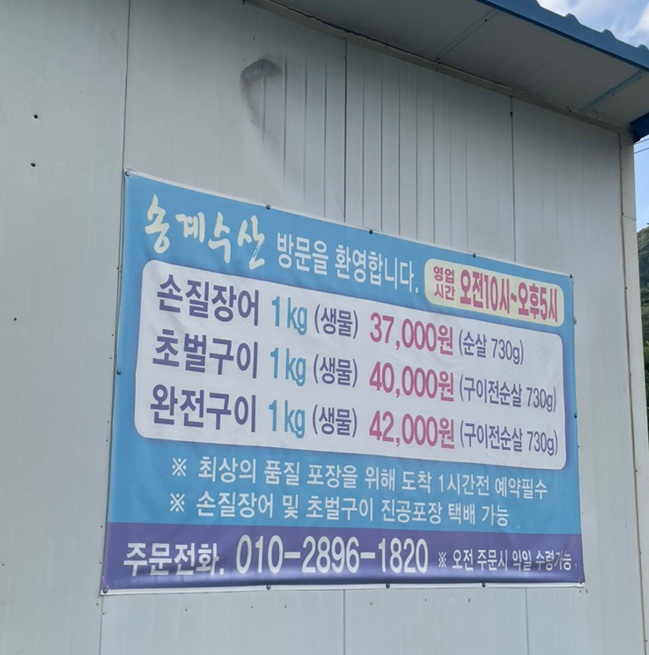 송계수산 방문을 환영합니다. 영업시간 오전10시~오후5시
손질장어 1kg (생물) 37,000원 (순살 730g)
초벌구이 1kg (생물) 40,000원 (구이전순살 730g)
완전구이 1kg (생물) 42,000원 (구이전순살 730g)
※ 최상의 품질 포장을 위해 도착 1시간전 예약필수
※ 손질장어 및 초벌구이 진공포장 택배 가능
주문전화. 010-2896-1820 ※ 오전 주문시 익일 수령가능